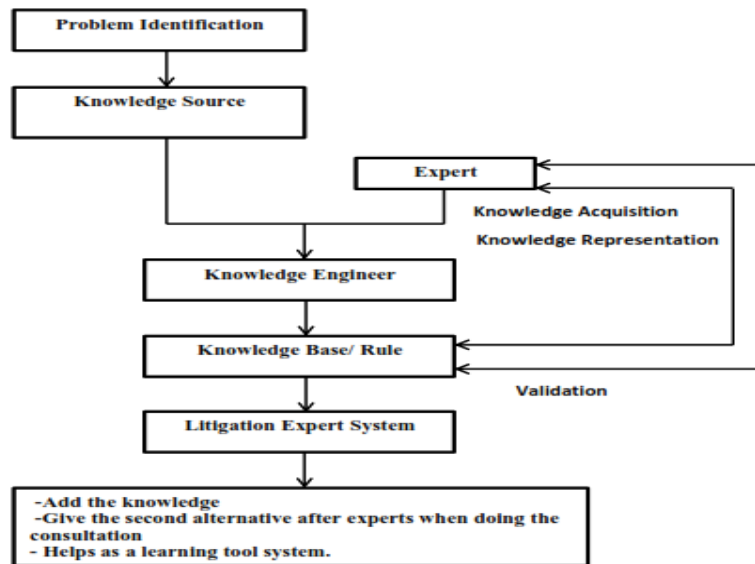 Problem Identification
Knowledge Source
Expert
Knowledge Acquisition
Knowledge Representation
Knowledge Engineer
Knowledge Base/ Rule
Validation
Litigation Expert System
-Add the knowledge
-Give the second alternative after experts when doing the
consultation
- Helps as a learning tool system.